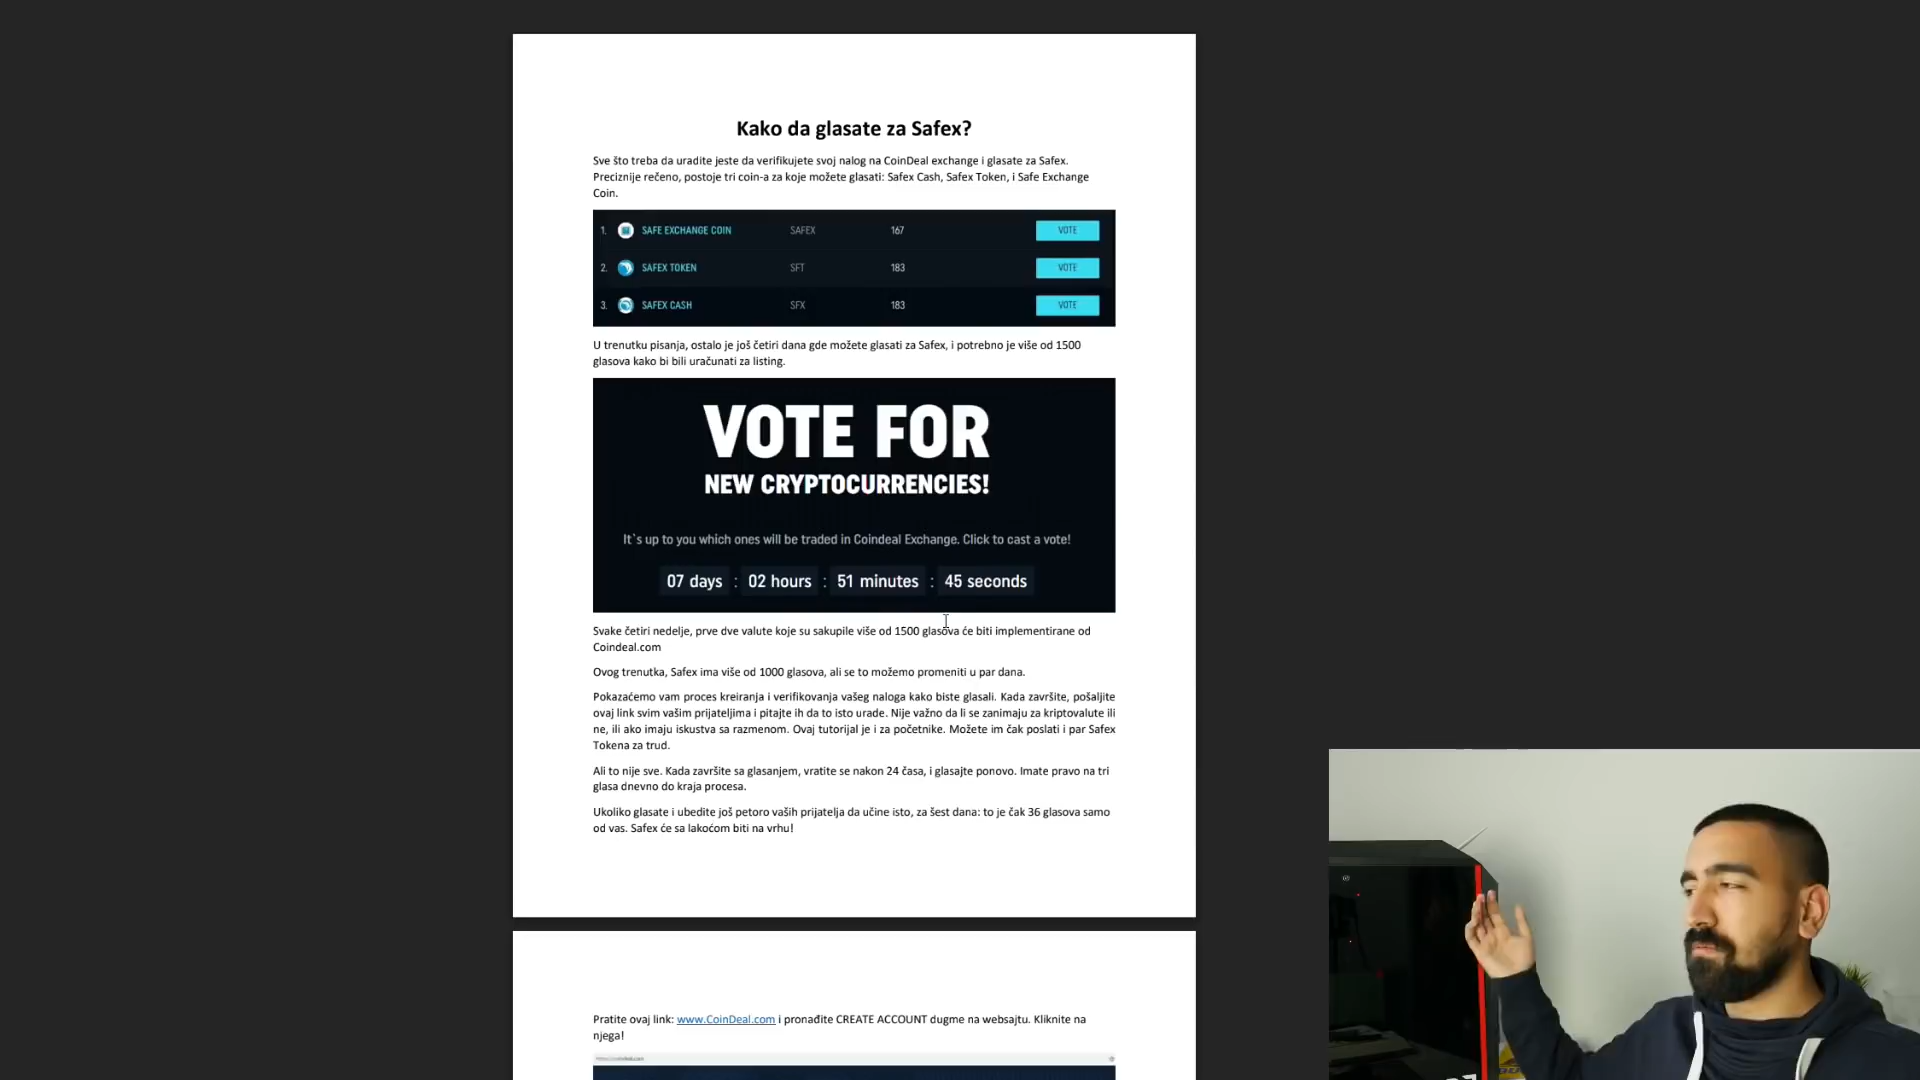 Kako da glasate za Safex?
Sve što treba da uradite jeste da verifikujete svoj nalog na CoinDeal exchange i glasate za Safex.
Preciznije rečeno, postoje tri coin-a za koje možete glasati: Safex Cash, Safex Token, i Safe Exchange
Coin.
1. SAFE EXCHANGE COIN SAFEX 167 VOTE
2. SAFEX TOKEN SFT 183 VOTE
3. SAFEX CASH SFX 183 VOTE
U trenutku pisanja, ostalo je još četiri dana gde možete glasati za Safex, i potrebno je više od 1500
glasova kako bi bili uračunati za listing.
VOTE FOR
NEW CRYPTOCURRENCIES!
It`s up to you which ones will be traded in Coindeal Exchange. Click to cast a vote!
07 days : 02 hours : 51 minutes : 45 seconds
Svake četiri nedelje, prve dve valute koje su sakupile više od 1500 glasova će biti implementirane od
Coindeal.com
Ovog trenutka, Safex ima više od 1000 glasova, ali se to možemo promeniti u par dana.
Pokazaćemo vam proces kreiranja i verifikovanja vašeg naloga kako biste glasali. Kada završite, pošaljite
ovaj link svim vašim prijateljima i pitajte ih da to isto urade. Nije važno da li se zanimaju za kriptovalute ili
ne, ili ako imaju iskustva sa razmenom. Ovaj tutorijal je i za početnike. Možete im čak poslati i par Safex
Tokena za trud.
Ali to nije sve. Kada završite sa glasanjem, vratite se nakon 24 časa, i glasajte ponovo. Imate pravo na tri
glasa dnevno do kraja procesa.
Ukoliko glasate i ubedite još petoro vaših prijatelja da učine isto, za šest dana: to je čak 36 glasova samo
od vas. Safex će sa lakoćom biti na vrhu!
Pratite ovaj link: www.CoinDeal.com i pronađite CREATE ACCOUNT dugme na websajtu. Kliknite na
njega!